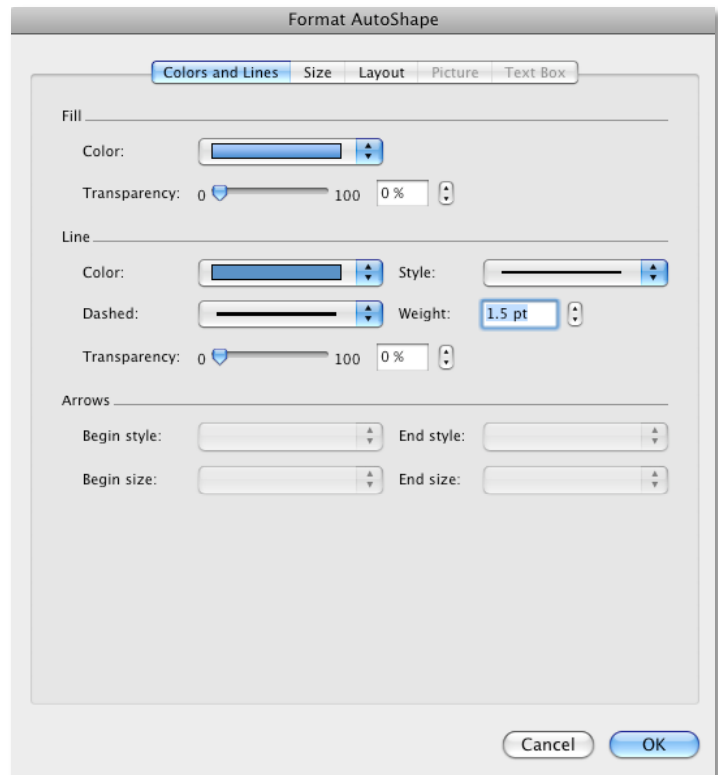 Format AutoShape
Colors and Lines Size Layout Picture Text Box
Fill
Color:
Transparency: 0 100 0 %
Line
Color: Style:
Dashed: Weight: 1.5 pt
Transparency: 0 100 0 %
Arrows
Begin style: End style:
Begin size: End size:
Cancel OK